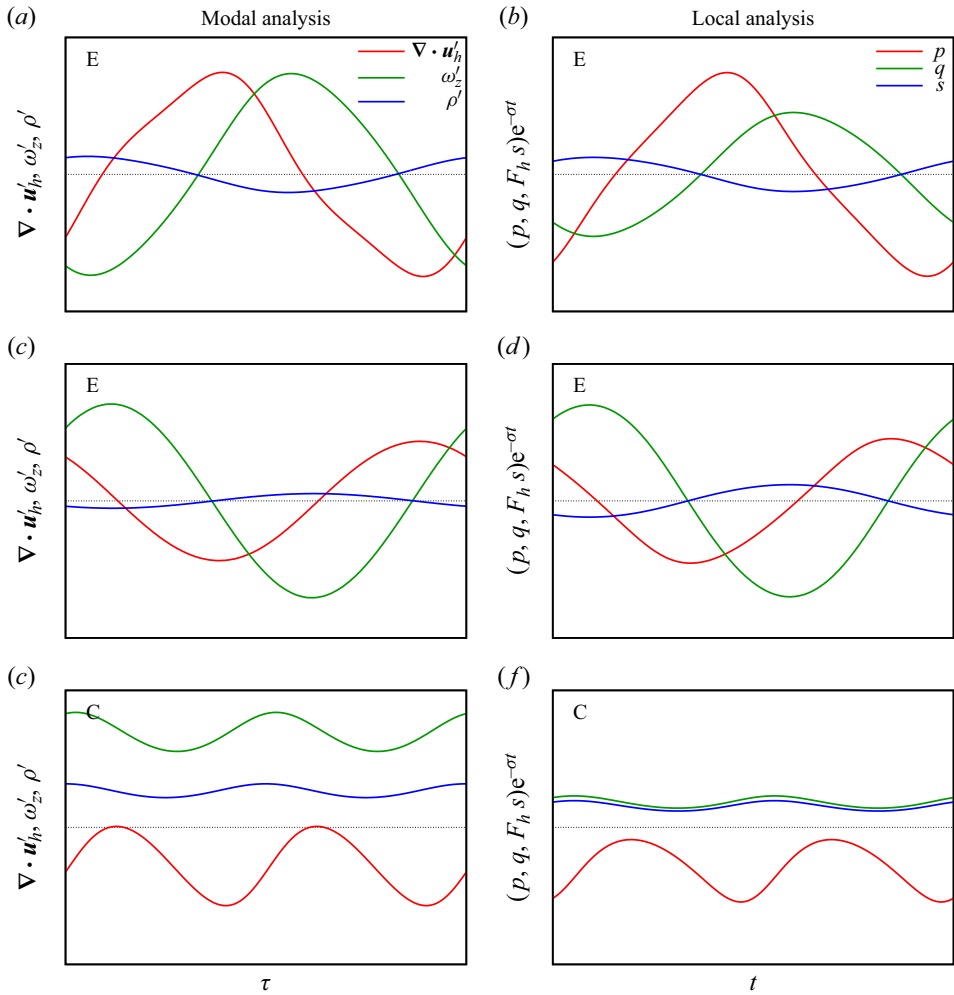 Modal analysis
Local analysis
(a)
(b)
E
∇ · u′h
ω′z
ρ′
∇ · u′h, ω′z, ρ′
E
p
q
s
(p, q, Fh s)e−σt
(c)
(d)
E
∇ · u′h, ω′z, ρ′
E
(p, q, Fh s)e−σt
(c)
(f)
C
∇ · u′h, ω′z, ρ′
C
(p, q, Fh s)e−σt
τ
t